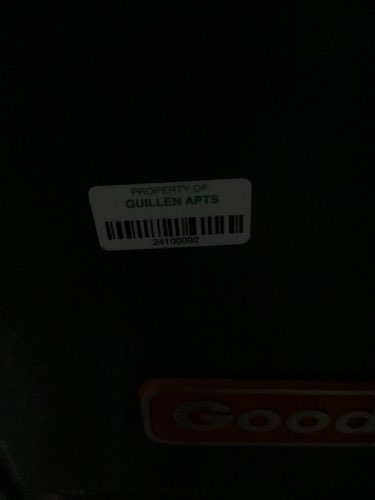 PROPERTY OF:
GUILLEN APTS
24100092
Good